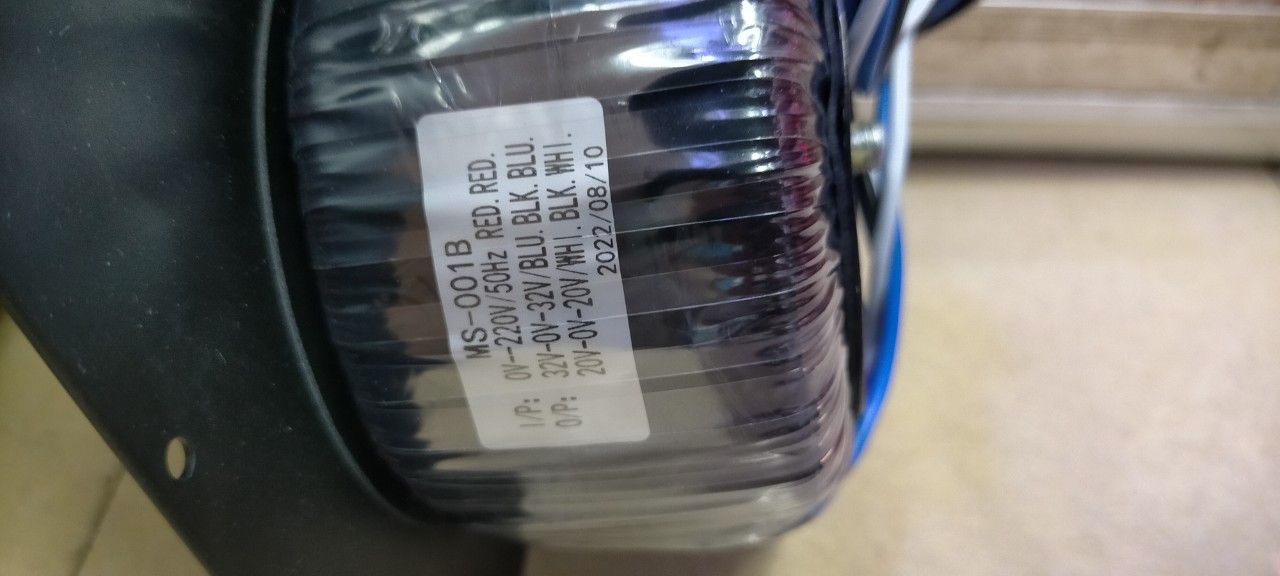 MS-001B
I/P: 0V--220V/50Hz RED.RED.
32V-0V-32V/BLU.BLK.BLU.
O/P: 20V-0V-20V/WHI.BLK.WHI.
2022/08/10